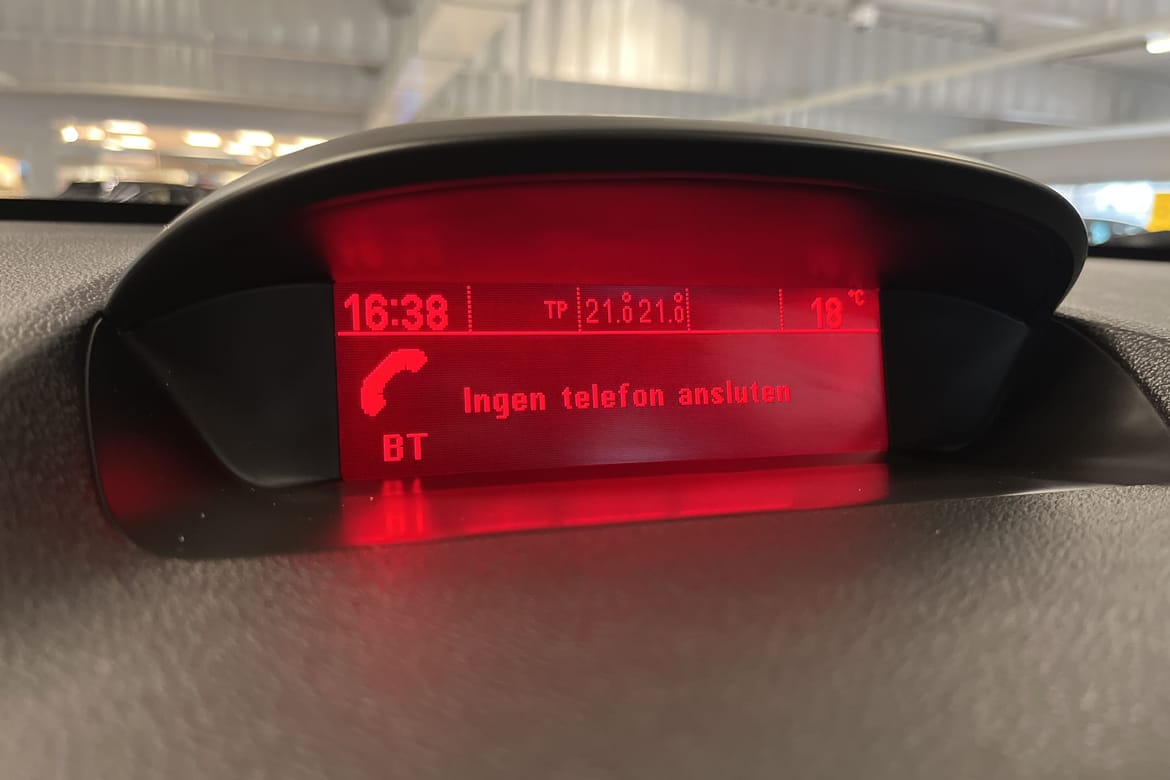 16:38 TP 21.0° 21.0° 18 °C
Ingen telefon ansluten
BT